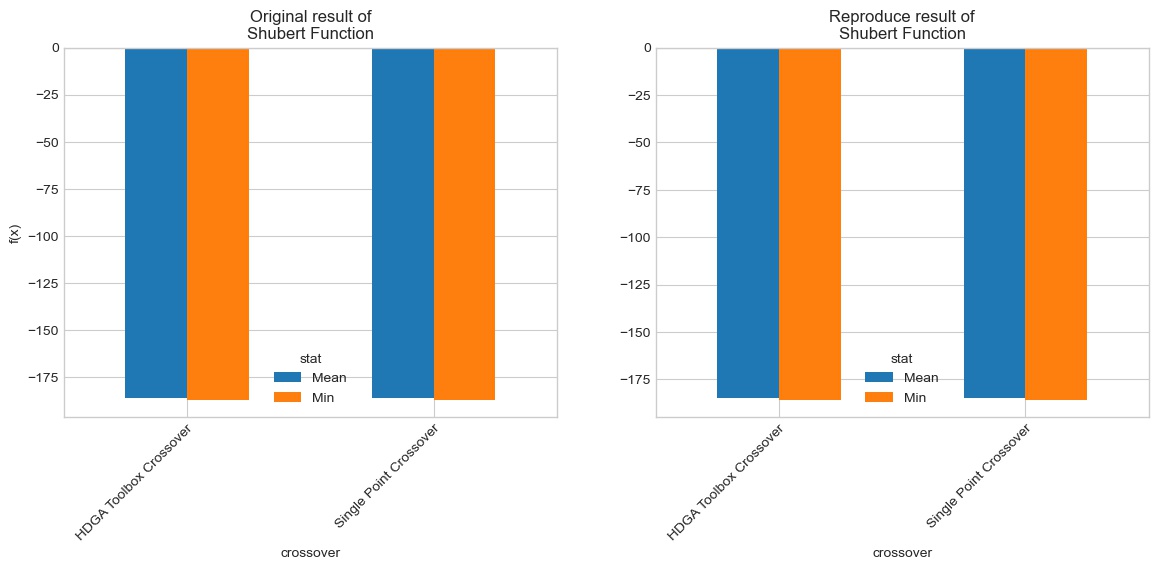 Original result of
Shubert Function
0
−25
−50
−75
−100
−125
−150
−175
f(x)
stat
Mean
Min
HDGA Toolbox Crossover
Single Point Crossover
crossover
Reproduce result of
Shubert Function
0
−25
−50
−75
−100
−125
−150
−175
stat
Mean
Min
HDGA Toolbox Crossover
Single Point Crossover
crossover